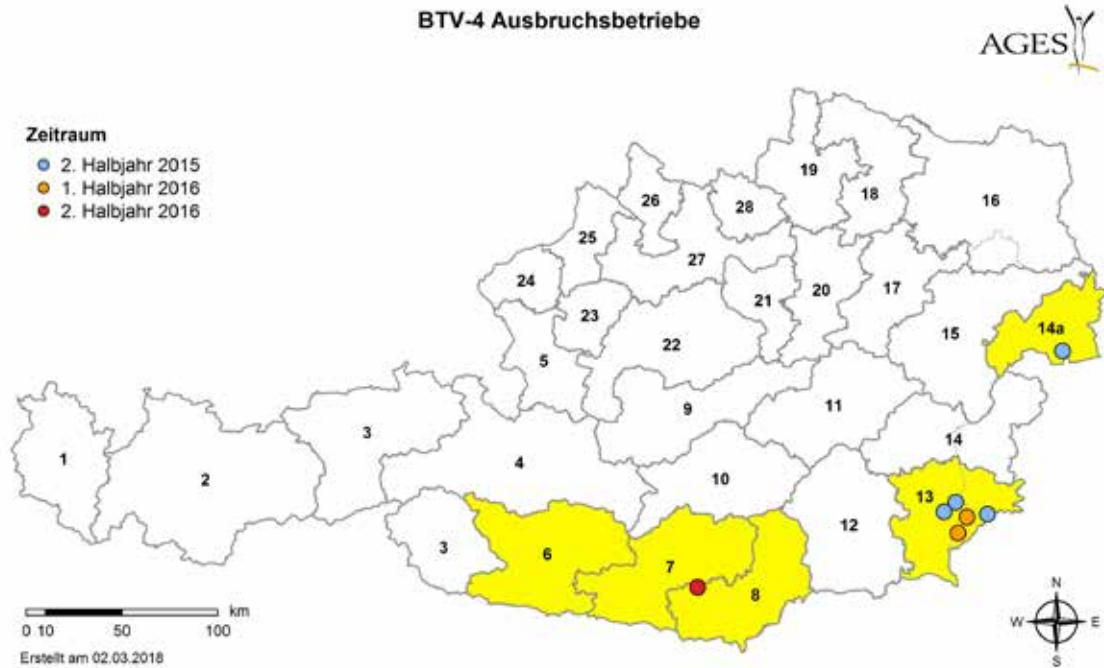 BTV-4 Ausbruchsbetriebe
AGES
Zeitraum
2. Halbjahr 2015
1. Halbjahr 2016
2. Halbjahr 2016
19
18
16
26
28
25
27
24
23
21
20
17
14a
15
22
5
9
11
3
1
2
4
14
10
13
12
3
6
7
8
N
W E
S
km
0 10 50 100
Erstellt am 02.03.2018